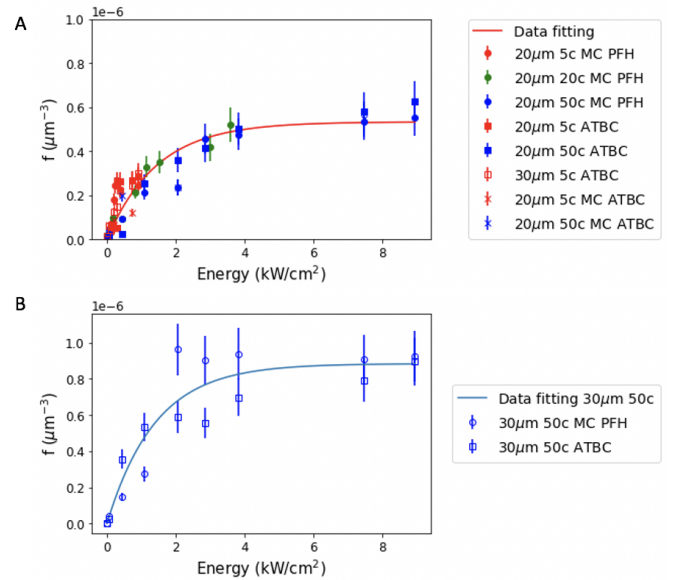 A
1e−6
1.0
0.8
0.6
0.4
0.2
0.0
f (μm⁻³)
0 2 4 6 8
Energy (kW/cm²)
Data fitting
20μm 5c MC PFH
20μm 20c MC PFH
20μm 50c MC PFH
20μm 5c ATBC
20μm 50c ATBC
30μm 5c ATBC
20μm 5c MC ATBC
20μm 50c MC ATBC
B
1e−6
1.0
0.8
0.6
0.4
0.2
0.0
f (μm⁻³)
0 2 4 6 8
Energy (kW/cm²)
Data fitting 30μm 50c
30μm 50c MC PFH
30μm 50c ATBC